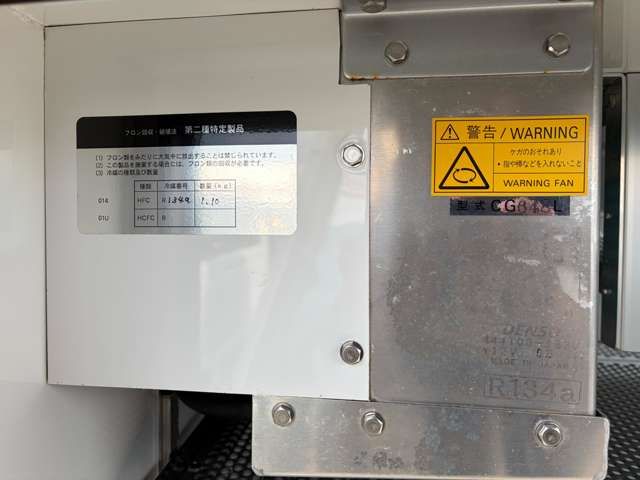 フロン回収・破壊法 第二種特定製品
(1) フロン類をみだりに大気中に放出することは禁じられています。
(2) この製品を廃棄する場合には、フロン類の回収が必要です。
(3) 冷媒の種類及び数量
種類 冷媒番号 数量(kg)
014 HFC R 134a 1.10
01U HCFC R
警告/WARNING
ケガのおそれあり
・指や棒などを入れないこと
WARNING FAN
型式
DENSO
MADE IN JAPAN
R134a